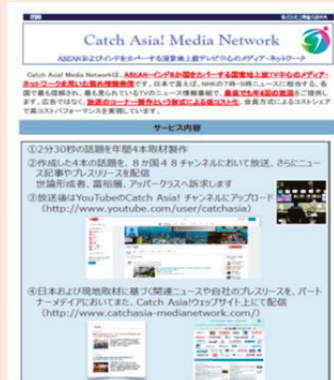 Catch Asia! Media Network
ASEANおよびインドをカバーする国営地上波テレビ中心のメディア・ネットワーク
Catch Asia! Media Networkは、ASEAN・インド8か国をカバーする国営地上波TV中心のメディア・
ネットワークを用いた海外情報発信です。日本で言えば、NHKの7時・9時ニュースに相当する、各
国で最も信頼され、最も見られているTVのニュース情報番組で、最低でも年4回の放送をご提供し
ます。広告ではなく、放送のコーナー製作という形式による低コスト化、会員方式によるコストシェア
で高コストパフォーマンスを実現しています。
サービス内容
①2分30秒の話題を年間4本取材製作
②作成した4本の話題を、8か国48チャンネルにおいて放送、さらにニュー
ス記事やプレスリリースを配信
世論形成者、富裕層、アッパークラスへ訴求します
③放送後はYouTubeのCatch Asia! チャンネルにアップロード
(http://www.youtube.com/user/catchasia)
④日本および現地取材に基づく関連ニュースや自社のプレスリリースを、パート
ナーメディアにおいてまた、Catch Asia!ウェッブサイト上にて配信
(http://www.catchasia-medianetwork.com/)